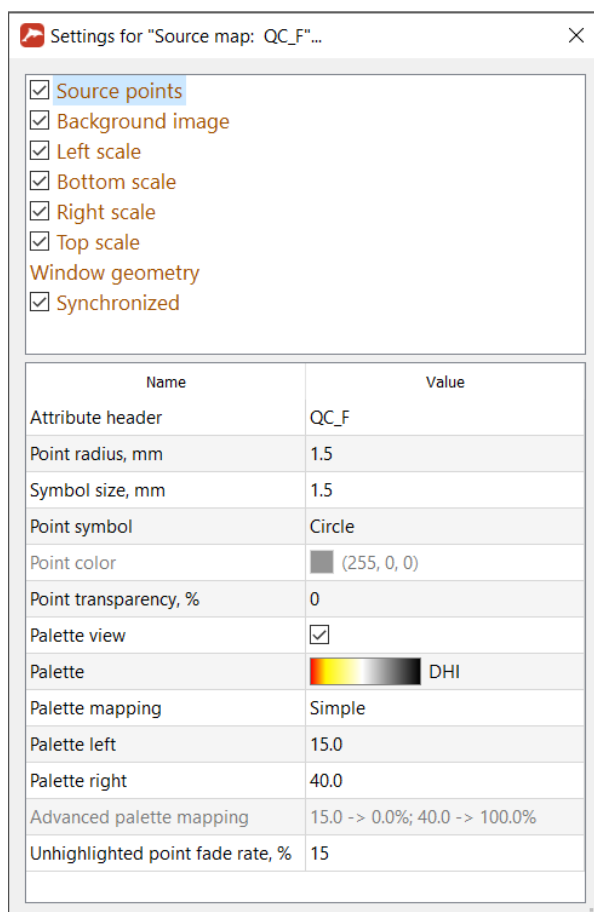 Settings for "Source map:  QC_F"...
Source points
Background image
Left scale
Bottom scale
Right scale
Top scale
Window geometry
Synchronized
Name Value
Attribute header QC_F
Point radius, mm 1.5
Symbol size, mm 1.5
Point symbol Circle
Point color (255, 0, 0)
Point transparency, % 0
Palette view
Palette DHI
Palette mapping Simple
Palette left 15.0
Palette right 40.0
Advanced palette mapping 15.0 -> 0.0%; 40.0 -> 100.0%
Unhighlighted point fade rate, % 15